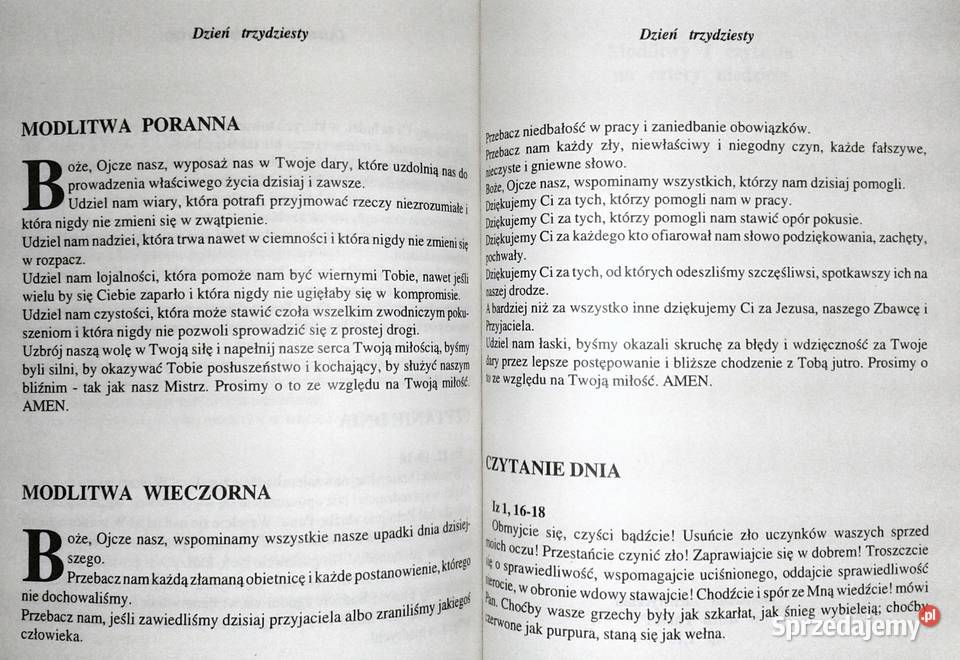 Dzień trzydziesty
MODLITWA PORANNA
Boże, Ojcze nasz, wyposaż nas w Twoje dary, które uzdolnią nas do
prowadzenia właściwego życia dzisiaj i zawsze.
Udziel nam wiary, która potrafi przyjmować rzeczy niezrozumiałe i
która nigdy nie zmieni się w zwątpienie.
Udziel nam nadziei, która trwa nawet w ciemności i która nigdy nie zmieni się
w rozpacz.
Udziel nam lojalności, która pomoże nam być wiernymi Tobie, nawet jeśli
wielu by się Ciebie zaparło i która nigdy nie ugięłaby się w kompromisie.
Udziel nam czystości, która może stawić czoła wszelkim zwodniczym poku-
szeniom i która nigdy nie pozwoli sprowadzić się z prostej drogi.
Uzbrój naszą wolę w Twoją siłę i napełnij nasze serca Twoją miłością, byśmy
byli silni, by okazywać Tobie posłuszeństwo i kochający, by służyć naszym
bliźnim - tak jak nasz Mistrz. Prosimy o to ze względu na Twoją miłość.
AMEN.
MODLITWA WIECZORNA
Boże, Ojcze nasz, wspominamy wszystkie nasze upadki dnia dzisiej-
szego.
Przebacz nam każdą złamaną obietnicę i każde postanowienie, którego
nie dochowaliśmy.
Przebacz nam, jeśli zawiedliśmy dzisiaj przyjaciela albo zraniliśmy jakiegoś
człowieka.
Dzień trzydziesty
Przebacz niedbałość w pracy i zaniedbanie obowiązków.
Przebacz nam każdy zły, niewłaściwy i niegodny czyn, każde fałszywe,
nieczyste i gniewne słowo.
Boże, Ojcze nasz, wspominamy wszystkich, którzy nam dzisiaj pomogli.
Dziękujemy Ci za tych, którzy pomogli nam w pracy.
Dziękujemy Ci za tych, którzy pomogli nam stawić opór pokusie.
Dziękujemy Ci za każdego kto ofiarował nam słowo podziękowania, zachęty,
pochwały.
Dziękujemy Ci za tych, od których odeszliśmy szczęśliwsi, spotkawszy ich na
naszej drodze.
A bardziej niż za wszystko inne dziękujemy Ci za Jezusa, naszego Zbawcę i
Przyjaciela.
Udziel nam łaski, byśmy okazali skruchę za błędy i wdzięczność za Twoje
dary przez lepsze postępowanie i bliższe chodzenie z Tobą jutro. Prosimy o
to ze względu na Twoją miłość. AMEN.
CZYTANIE DNIA
Iz 1, 16-18
Obmyjcie się, czyści bądźcie! Usuńcie zło uczynków waszych sprzed
moich oczu! Przestańcie czynić zło! Zaprawiajcie się w dobrem! Troszczcie
się o sprawiedliwość, wspomagajcie uciśnionego, oddajcie sprawiedliwość
sierocie, w obronie wdowy stawajcie! Chodźcie i spór ze Mną wiedźcie! mówi
Pan. Choćby wasze grzechy były jak szkarłat, jak śnieg wybieleją; choćby
czerwone jak purpura, staną się jak wełna.
Sprzedajemy.pl